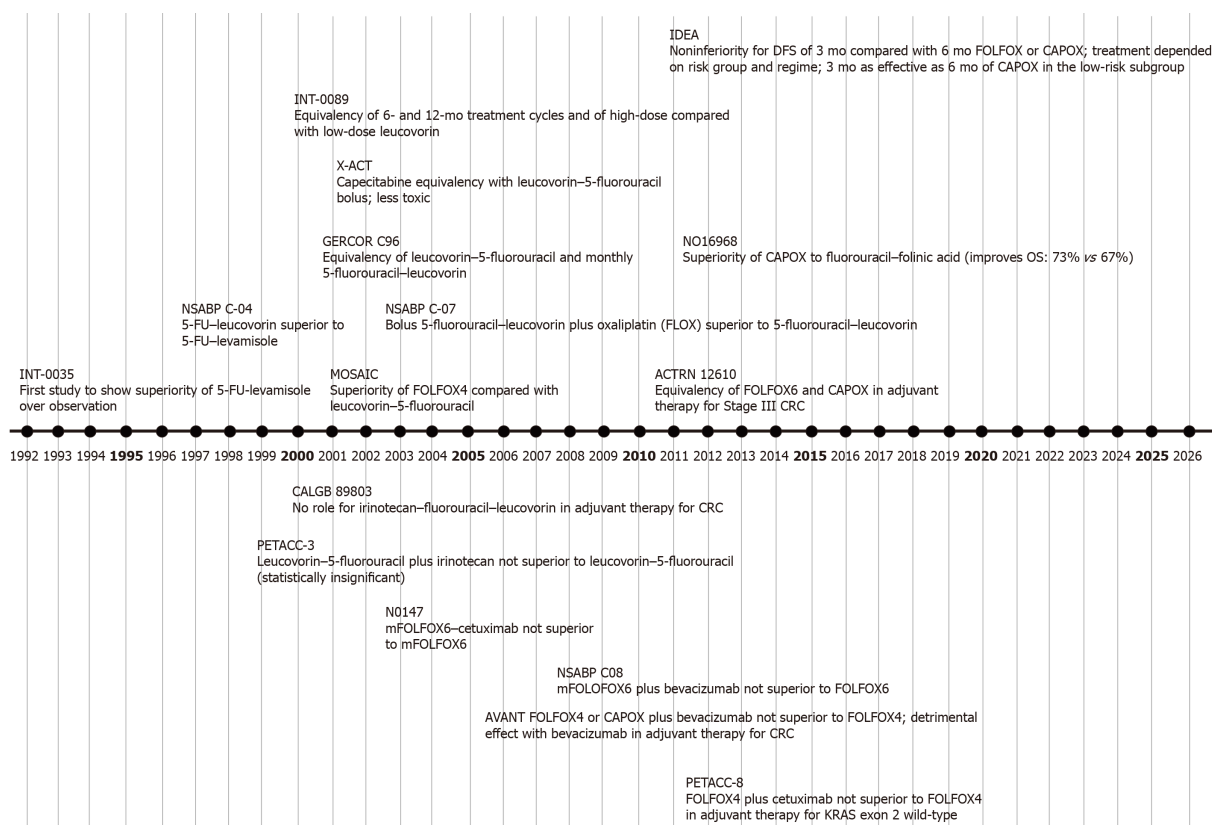 IDEA
Noninferiority for DFS of 3 mo compared with 6 mo FOLFOX or CAPOX; treatment depended
on risk group and regime; 3 mo as effective as 6 mo of CAPOX in the low-risk subgroup
INT-0089
Equivalency of 6- and 12-mo treatment cycles and of high-dose compared
with low-dose leucovorin
X-ACT
Capecitabine equivalency with leucovorin–5-fluorouracil
bolus; less toxic
GERCOR C96
Equivalency of leucovorin–5-fluorouracil and monthly
5-fluorouracil–leucovorin
NO16968
Superiority of CAPOX to fluorouracil–folinic acid (improves OS: 73% vs 67%)
NSABP C-04
5-FU–leucovorin superior to
5-FU–levamisole
NSABP C-07
Bolus 5-fluorouracil–leucovorin plus oxaliplatin (FLOX) superior to 5-fluorouracil–leucovorin
INT-0035
First study to show superiority of 5-FU-levamisole
over observation
MOSAIC
Superiority of FOLFOX4 compared with
leucovorin–5-fluorouracil
ACTRN 12610
Equivalency of FOLFOX6 and CAPOX in adjuvant
therapy for Stage III CRC
1992 1993 1994 1995 1996 1997 1998 1999 2000 2001 2002 2003 2004 2005 2006 2007 2008 2009 2010 2011 2012 2013 2014 2015 2016 2017 2018 2019 2020 2021 2022 2023 2024 2025 2026
CALGB 89803
No role for irinotecan–fluorouracil–leucovorin in adjuvant therapy for CRC
PETACC-3
Leucovorin–5-fluorouracil plus irinotecan not superior to leucovorin–5-fluorouracil
(statistically insignificant)
N0147
mFOLFOX6–cetuximab not superior
to mFOLFOX6
NSABP C08
mFOLOFOX6 plus bevacizumab not superior to FOLFOX6
AVANT FOLFOX4 or CAPOX plus bevacizumab not superior to FOLFOX4; detrimental
effect with bevacizumab in adjuvant therapy for CRC
PETACC-8
FOLFOX4 plus cetuximab not superior to FOLFOX4
in adjuvant therapy for KRAS exon 2 wild-type